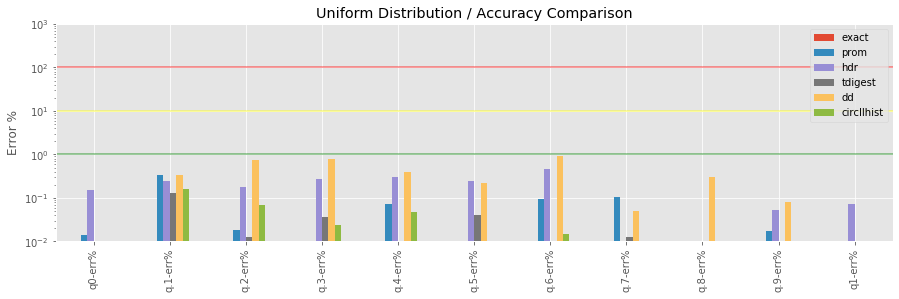 Uniform Distribution / Accuracy Comparison
Error %
10³
10²
10¹
10⁰
10⁻¹
10⁻²
exact
prom
hdr
tdigest
dd
circllhist
q0-err%
q.1-err%
q.2-err%
q.3-err%
q.4-err%
q.5-err%
q.6-err%
q.7-err%
q.8-err%
q.9-err%
q1-err%